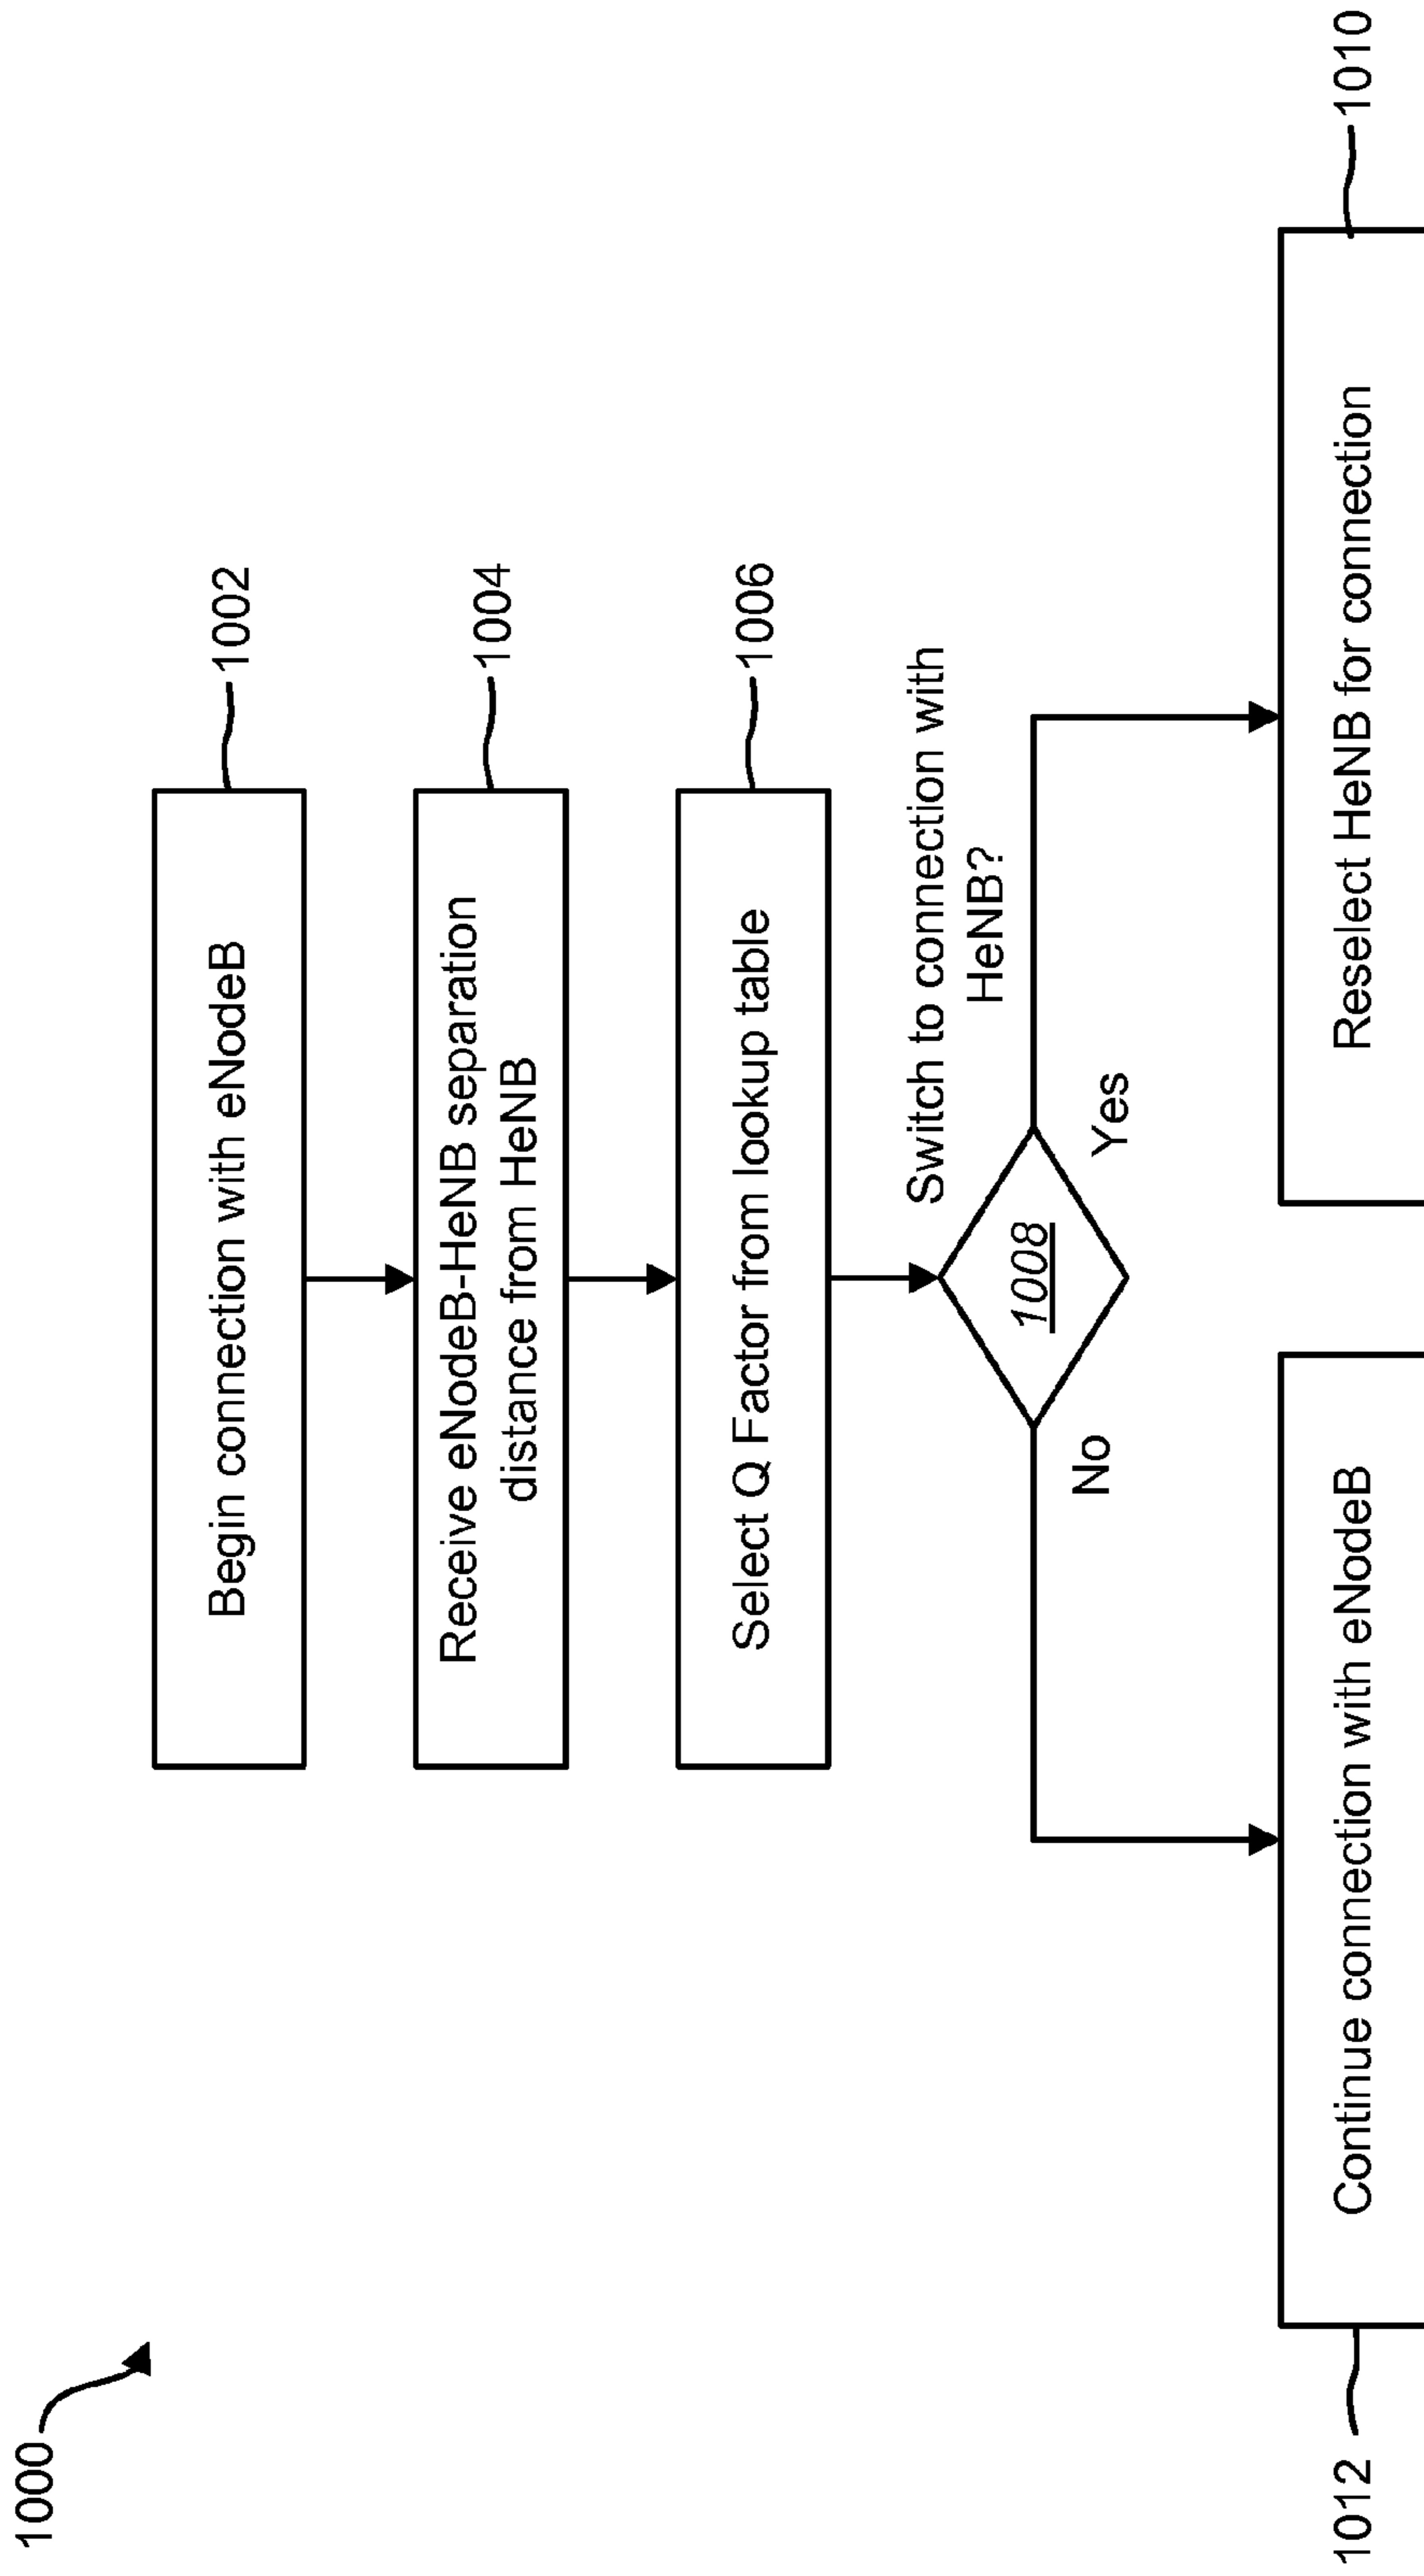 1000
Begin connection with eNodeB
1002
Receive eNodeB-HeNB separation
distance from HeNB
1004
Select Q Factor from lookup table
1006
Switch to connection with
HeNB?
1008
No
Yes
1012
Continue connection with eNodeB
Reselect HeNB for connection
1010